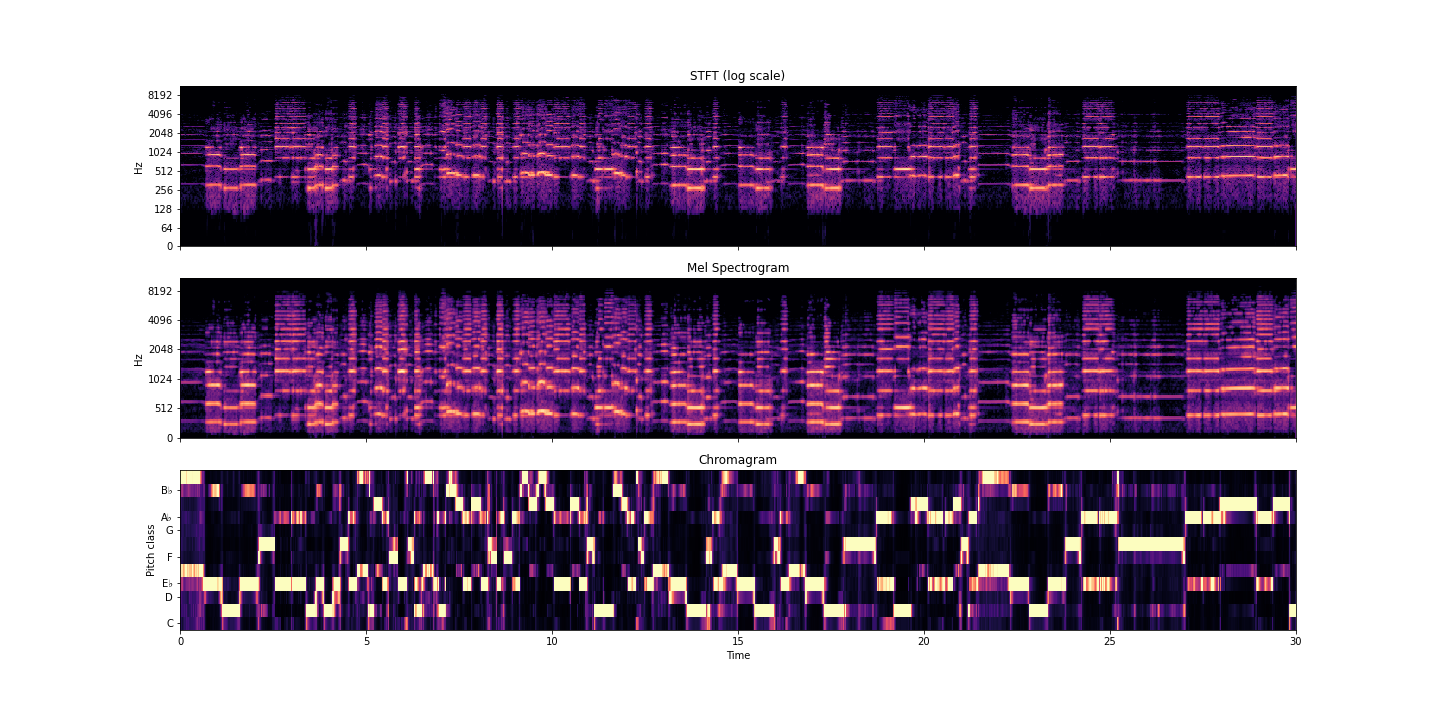 STFT (log scale)
8192
4096
2048
1024
512
256
128
64
0
Hz
Mel Spectrogram
8192
4096
2048
1024
512
0
Hz
Chromagram
B♭
A♭
G
F
E♭
D
C
Pitch class
0 5 10 15 20 25 30
Time